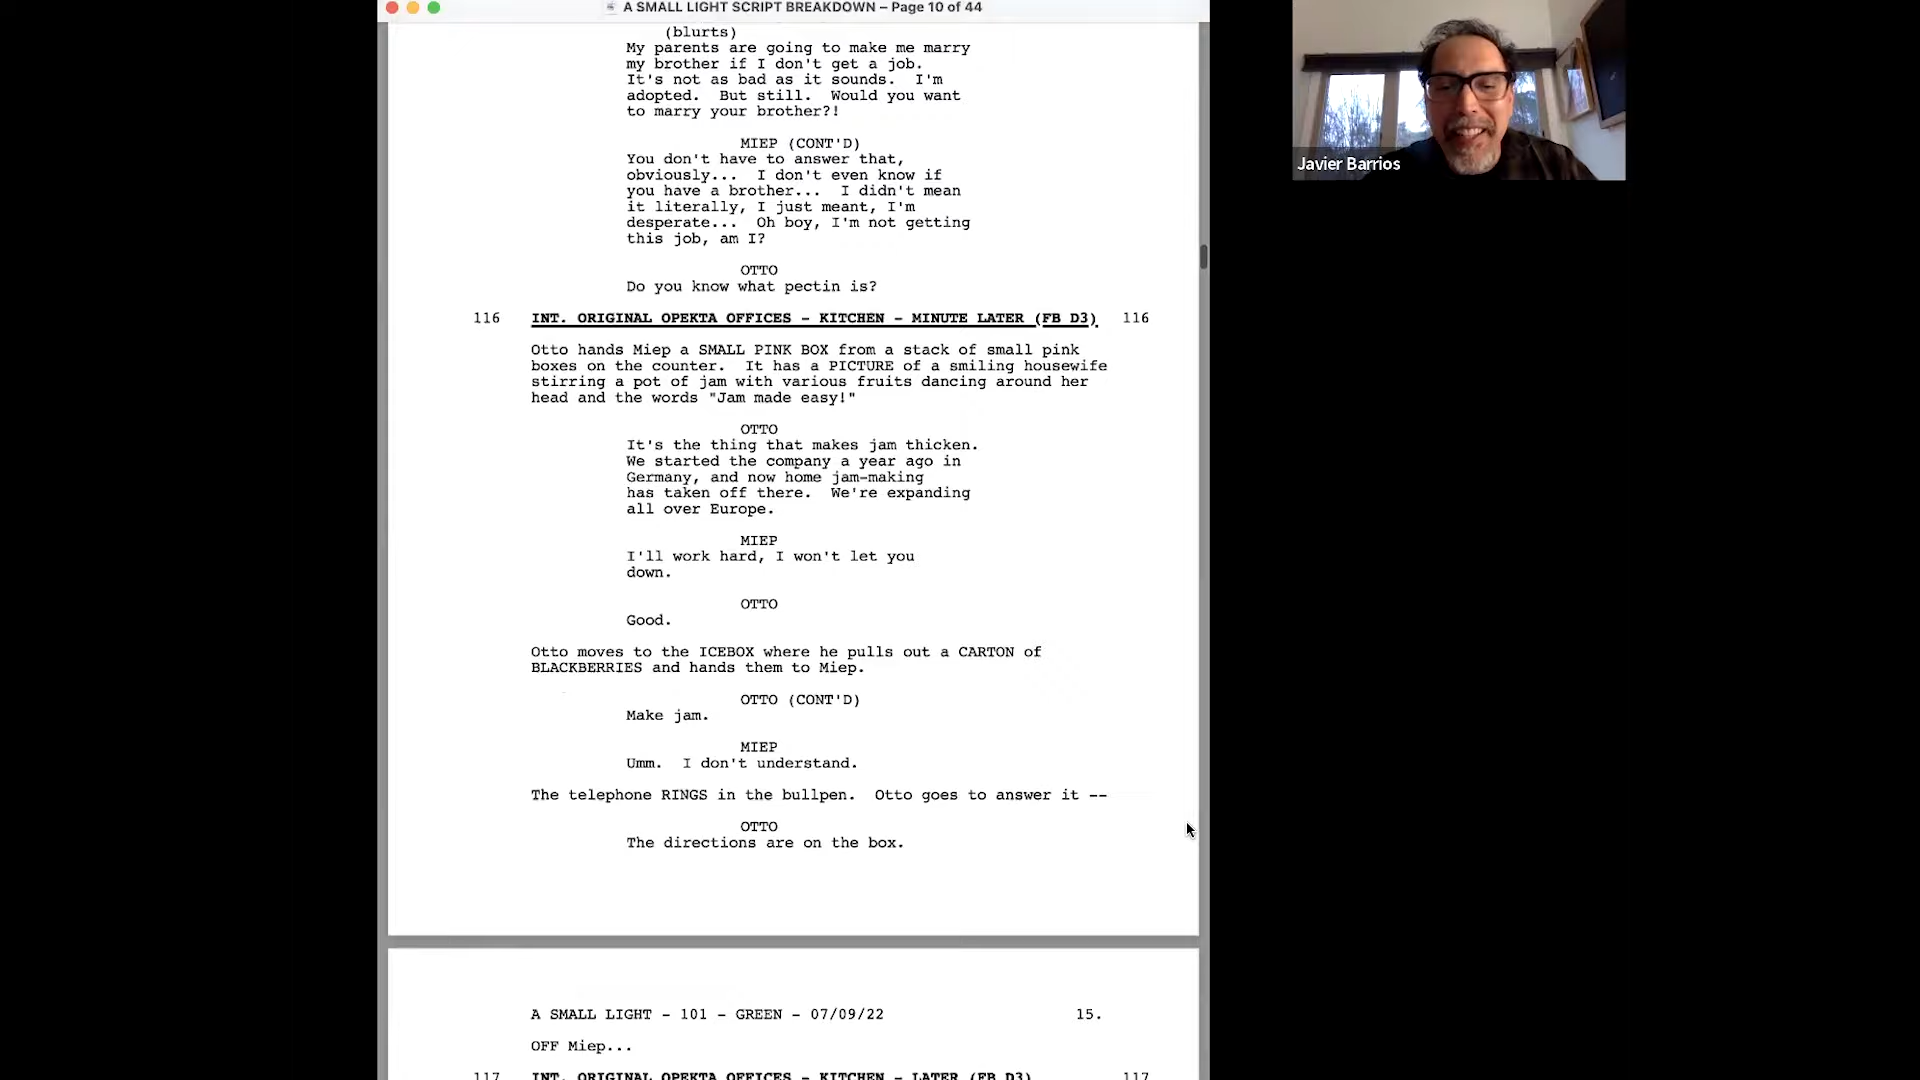 A SMALL LIGHT SCRIPT BREAKDOWN – Page 10 of 44
(blurts)
My parents are going to make me marry
my brother if I don't get a job.
It's not as bad as it sounds. I'm
adopted. But still. Would you want
to marry your brother?!
MIEP (CONT'D)
You don't have to answer that,
obviously... I don't even know if
you have a brother... I didn't mean
it literally, I just meant, I'm
desperate... Oh boy, I'm not getting
this job, am I?
OTTO
Do you know what pectin is?
116 INT. ORIGINAL OPEKTA OFFICES - KITCHEN - MINUTE LATER (FB D3) 116
Otto hands Miep a SMALL PINK BOX from a stack of small pink
boxes on the counter. It has a PICTURE of a smiling housewife
stirring a pot of jam with various fruits dancing around her
head and the words "Jam made easy!"
OTTO
It's the thing that makes jam thicken.
We started the company a year ago in
Germany, and now home jam-making
has taken off there. We're expanding
all over Europe.
MIEP
I'll work hard, I won't let you
down.
OTTO
Good.
Otto moves to the ICEBOX where he pulls out a CARTON of
BLACKBERRIES and hands them to Miep.
OTTO (CONT'D)
Make jam.
MIEP
Umm. I don't understand.
The telephone RINGS in the bullpen. Otto goes to answer it --
OTTO
The directions are on the box.
A SMALL LIGHT - 101 - GREEN - 07/09/22 15.
OFF Miep...
117 INT. ORIGINAL OPEKTA OFFICES - KITCHEN - LATER (FB D3) 117
Javier Barrios